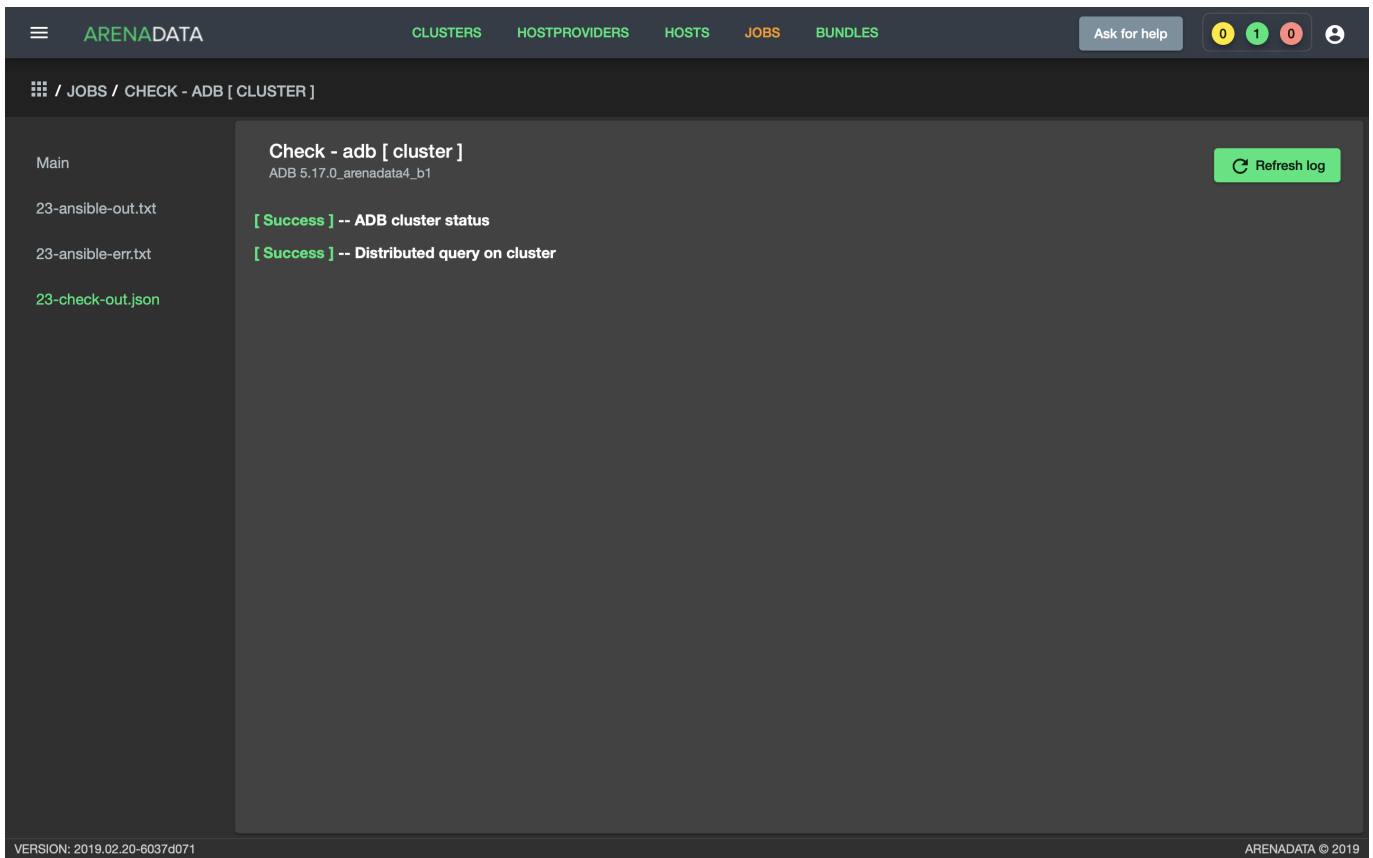 ARENADATA CLUSTERS HOSTPROVIDERS HOSTS JOBS BUNDLES Ask for help 0 1 0
/ JOBS / CHECK - ADB [ CLUSTER ]
Main
23-ansible-out.txt
23-ansible-err.txt
23-check-out.json
Check - adb [ cluster ]
ADB 5.17.0_arenadata4_b1
Refresh log
[ Success ] -- ADB cluster status
[ Success ] -- Distributed query on cluster
VERSION: 2019.02.20-6037d071
ARENADATA © 2019